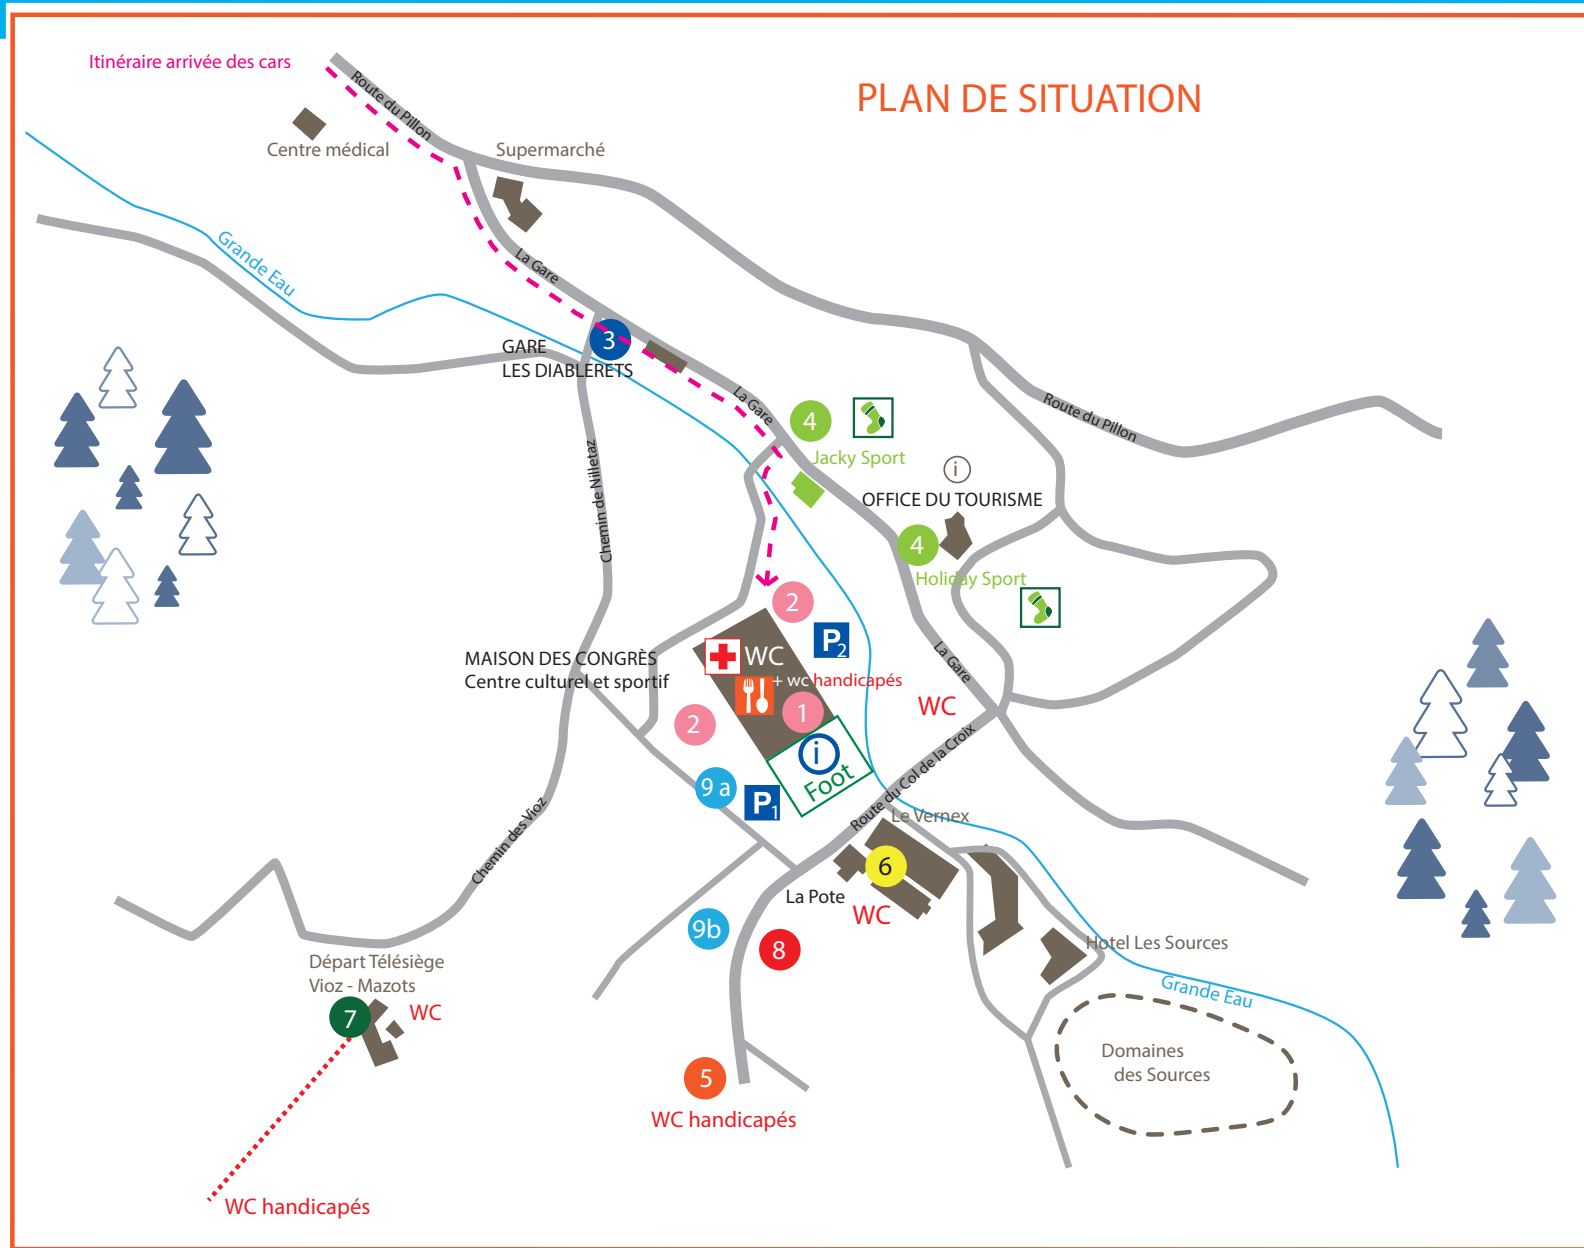 Itinéraire arrivée des cars
PLAN DE SITUATION
Route du Pillon
Centre médical
Supermarché
Grande Eau
La Gare
GARE
LES DIABLERETS
3
La Gare
4
Jacky Sport
Route du Pillon
i
OFFICE DU TOURISME
Chemin de Nilletaz
4
Holiday Sport
2
P2
MAISON DES CONGRÈS
Centre culturel et sportif
WC
+ wc handicapés
La Gare
WC
2
1
i
Foot
9 a
P1
Route du Col de la Croix
Le Vernex
Chemin des Vioz
6
La Pote
WC
9b
8
Hotel Les Sources
Départ Télésiège
Vioz - Mazots
7
WC
Grande Eau
Domaines
des Sources
5
WC handicapés
WC handicapés